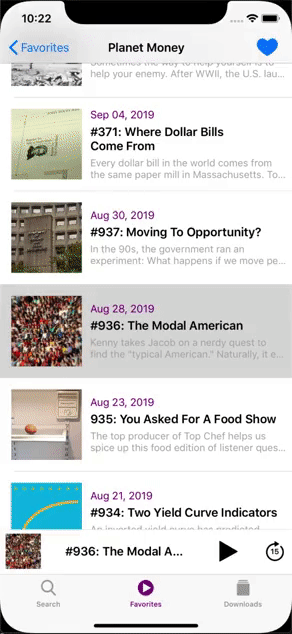 10:22
Favorites
Planet Money
Sometimes the way to help yourself is to
help your enemy. After WWII, the U.S. lau...
Sep 04, 2019
#371: Where Dollar Bills
Come From
Every dollar bill in the world comes from
the same paper mill in Massachusetts. To...
Aug 30, 2019
#937: Moving To Opportunity?
In the 90s, the government ran an
experiment: What happens if we move pe...
Aug 28, 2019
#936: The Modal American
Kenny takes Jacob on a nerdy quest to
find the "typical American." Naturally, it e...
Aug 23, 2019
935: You Asked For A Food Show
The top producer of Top Chef helps us
spice up this food edition of listener ques...
Aug 21, 2019
#934: Two Yield Curve Indicators
An inverted yield curve has predicted
#936: The Modal A...
15
Search
Favorites
Downloads